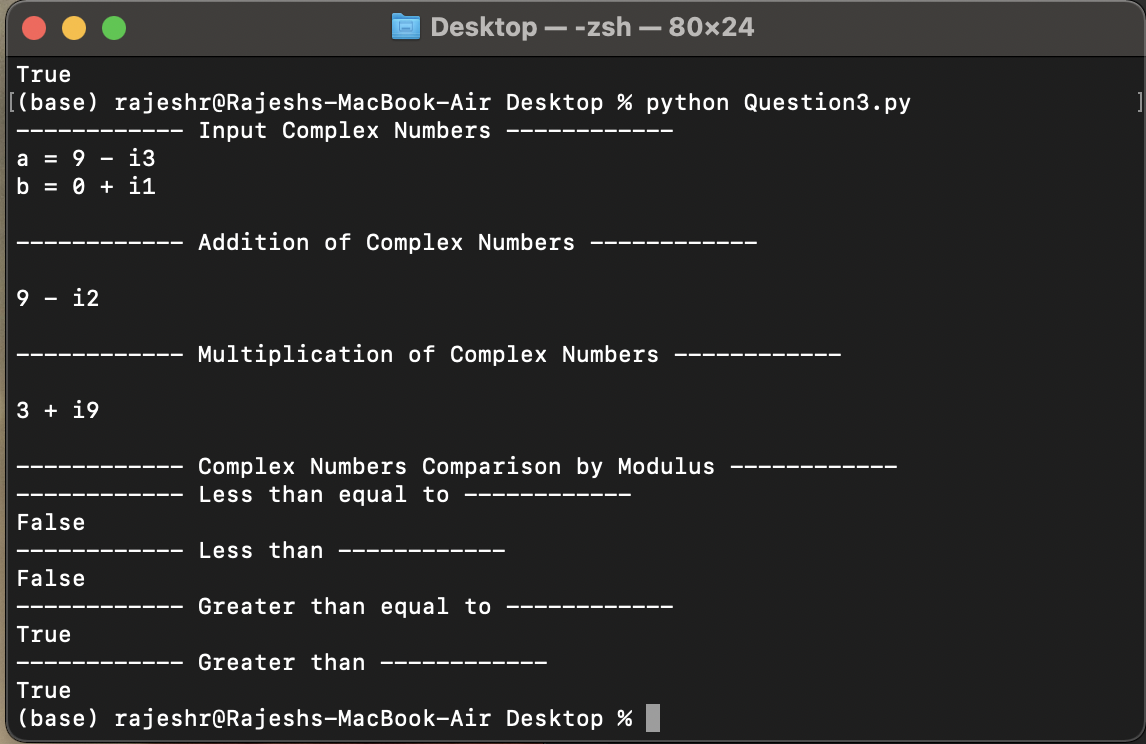 Desktop — -zsh — 80×24
True
[(base) rajeshr@Rajeshs-MacBook-Air Desktop % python Question3.py ]
------------ Input Complex Numbers ------------
a = 9 - i3
b = 0 + i1
------------ Addition of Complex Numbers ------------
9 - i2
------------ Multiplication of Complex Numbers ------------
3 + i9
------------ Complex Numbers Comparison by Modulus ------------
------------ Less than equal to ------------
False
------------ Less than ------------
False
------------ Greater than equal to ------------
True
------------ Greater than ------------
True
(base) rajeshr@Rajeshs-MacBook-Air Desktop %